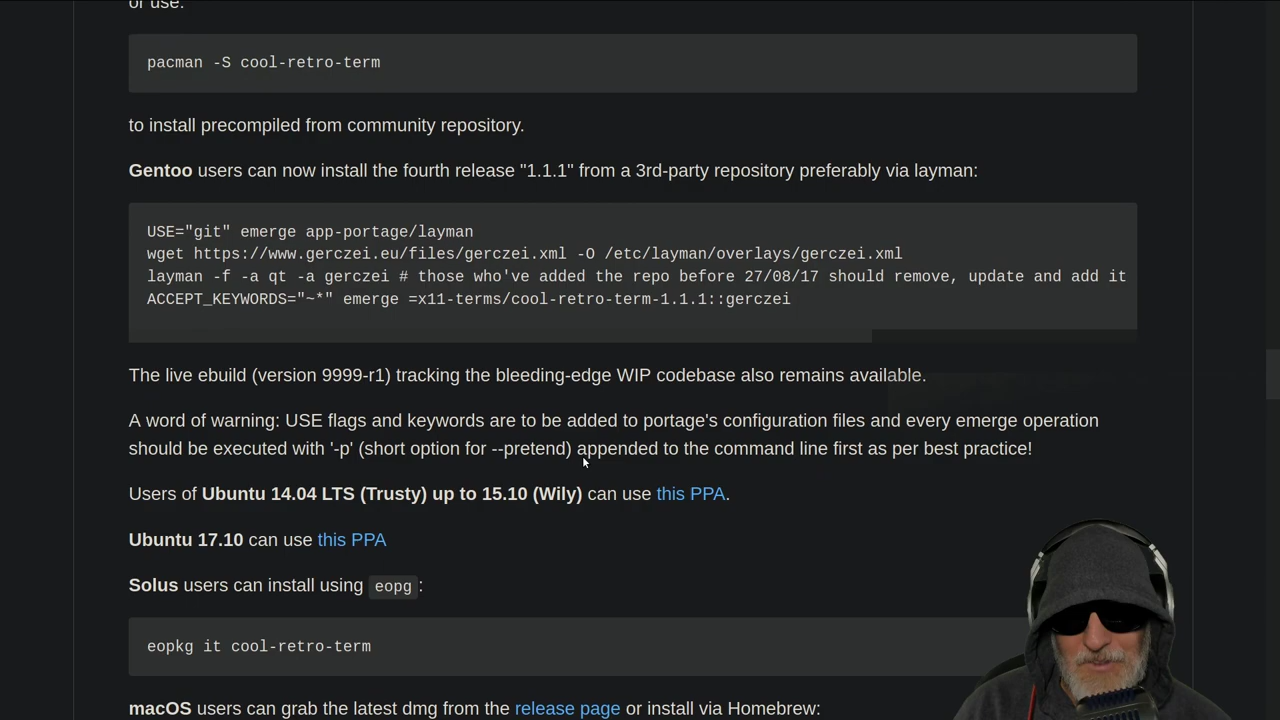 or use:
pacman -S cool-retro-term
to install precompiled from community repository.
Gentoo users can now install the fourth release "1.1.1" from a 3rd-party repository preferably via layman:
USE="git" emerge app-portage/layman
wget https://www.gerczei.eu/files/gerczei.xml -O /etc/layman/overlays/gerczei.xml
layman -f -a qt -a gerczei # those who've added the repo before 27/08/17 should remove, update and add it
ACCEPT_KEYWORDS="~*" emerge =x11-terms/cool-retro-term-1.1.1::gerczei
The live ebuild (version 9999-r1) tracking the bleeding-edge WIP codebase also remains available.
A word of warning: USE flags and keywords are to be added to portage's configuration files and every emerge operation
should be executed with '-p' (short option for --pretend) appended to the command line first as per best practice!
Users of Ubuntu 14.04 LTS (Trusty) up to 15.10 (Wily) can use this PPA.
Ubuntu 17.10 can use this PPA
Solus users can install using eopg:
eopkg it cool-retro-term
macOS users can grab the latest dmg from the release page or install via Homebrew: